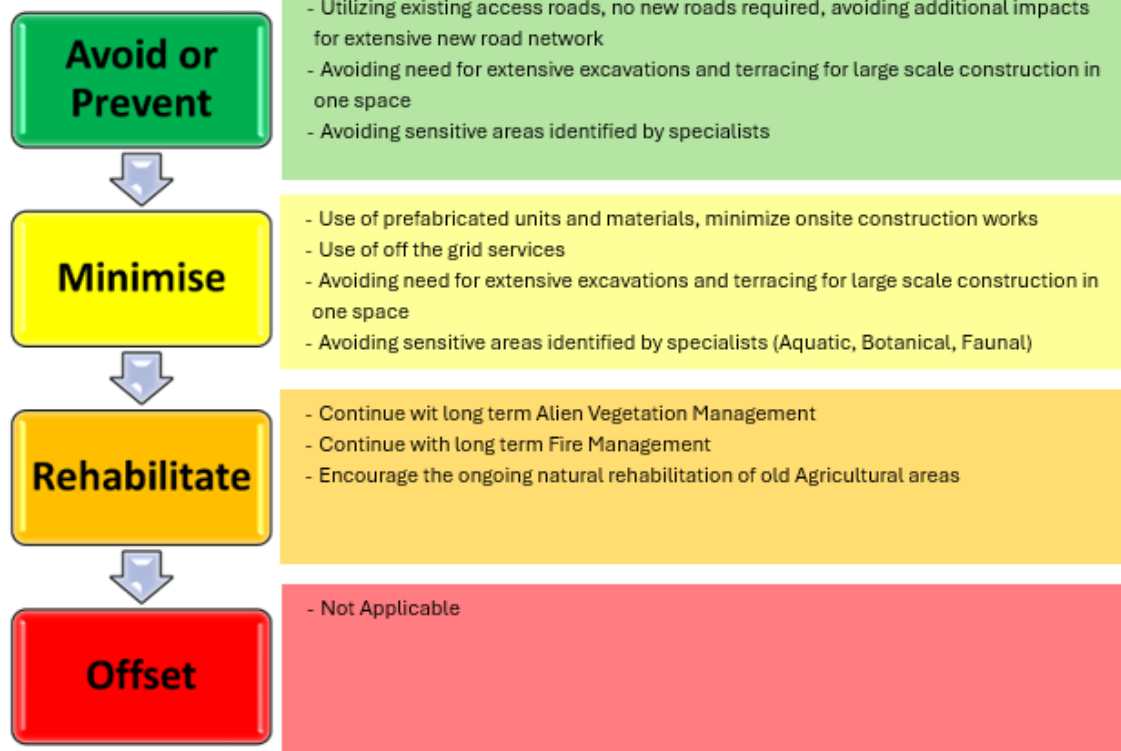 Avoid or
Prevent
- Utilizing existing access roads, no new roads required, avoiding additional impacts
for extensive new road network
- Avoiding need for extensive excavations and terracing for large scale construction in
one space
- Avoiding sensitive areas identified by specialists
Minimise
- Use of prefabricated units and materials, minimize onsite construction works
- Use of off the grid services
- Avoiding need for extensive excavations and terracing for large scale construction in
one space
- Avoiding sensitive areas identified by specialists (Aquatic, Botanical, Faunal)
Rehabilitate
- Continue wit long term Alien Vegetation Management
- Continue with long term Fire Management
- Encourage the ongoing natural rehabilitation of old Agricultural areas
Offset
- Not Applicable